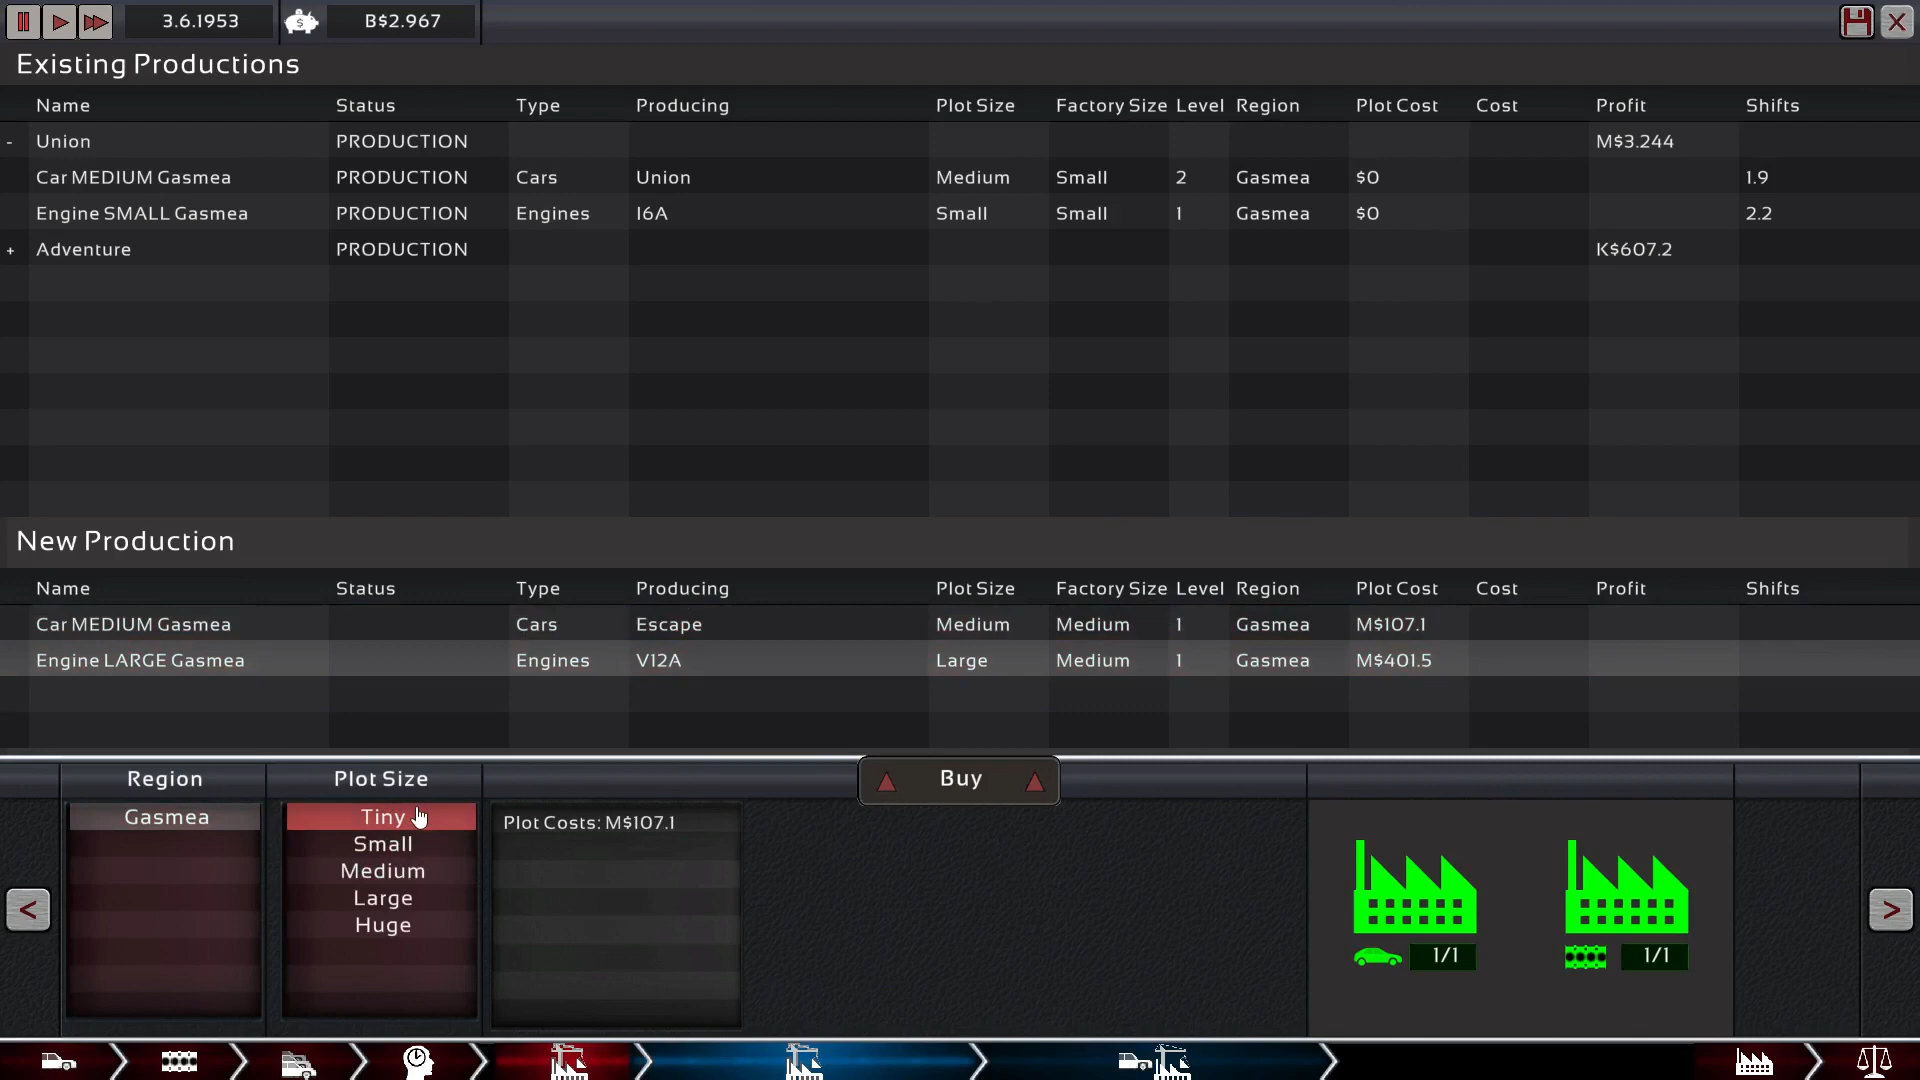 3.6.1953 B$2.967
Existing Productions
Name Status Type Producing Plot Size Factory Size Level Region Plot Cost Cost Profit Shifts
- Union PRODUCTION M$3.244
Car MEDIUM Gasmea PRODUCTION Cars Union Medium Small 2 Gasmea $0 1.9
Engine SMALL Gasmea PRODUCTION Engines I6A Small Small 1 Gasmea $0 2.2
+ Adventure PRODUCTION K$607.2
New Production
Name Status Type Producing Plot Size Factory Size Level Region Plot Cost Cost Profit Shifts
Car MEDIUM Gasmea Cars Escape Medium Medium 1 Gasmea M$107.1
Engine LARGE Gasmea Engines V12A Large Medium 1 Gasmea M$401.5
Region Plot Size Buy
Gasmea Tiny Plot Costs: M$107.1
Small
Medium
Large
Huge
< >
1/1 1/1